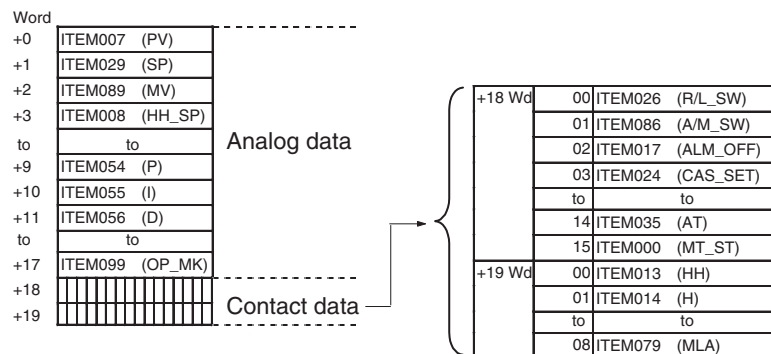 Word
+0 ITEM007 (PV)
+1 ITEM029 (SP)
+2 ITEM089 (MV)
+3 ITEM008 (HH_SP)
to to
+9 ITEM054 (P)
+10 ITEM055 (I)
+11 ITEM056 (D)
to to
+17 ITEM099 (OP_MK)
+18
+19
Analog data
Contact data
+18 Wd 00 ITEM026 (R/L_SW)
01 ITEM086 (A/M_SW)
02 ITEM017 (ALM_OFF)
03 ITEM024 (CAS_SET)
to to
14 ITEM035 (AT)
15 ITEM000 (MT_ST)
+19 Wd 00 ITEM013 (HH)
01 ITEM014 (H)
to to
08 ITEM079 (MLA)